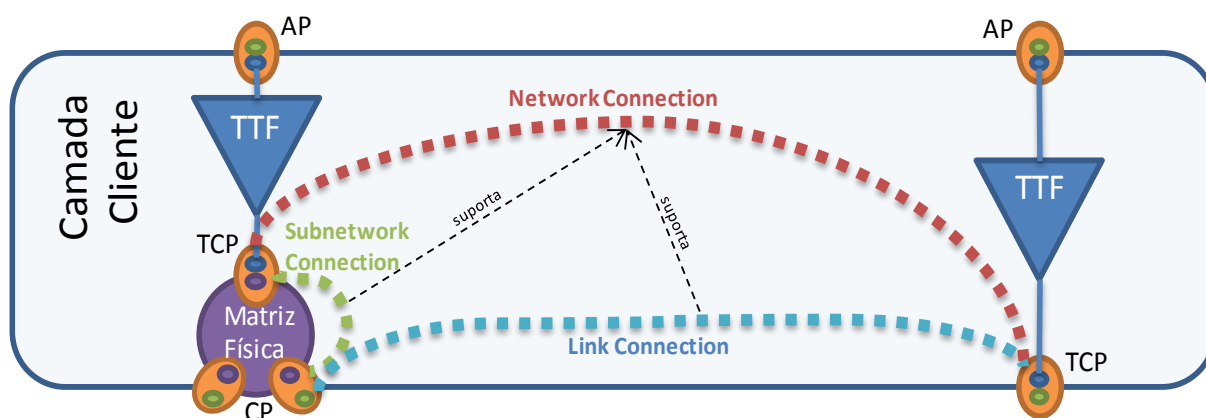 AP
AP
Camada
Cliente
TTF
Network Connection
TTF
suporta
suporta
TCP
Subnetwork
Connection
Matriz
Física
Link Connection
TCP
CP